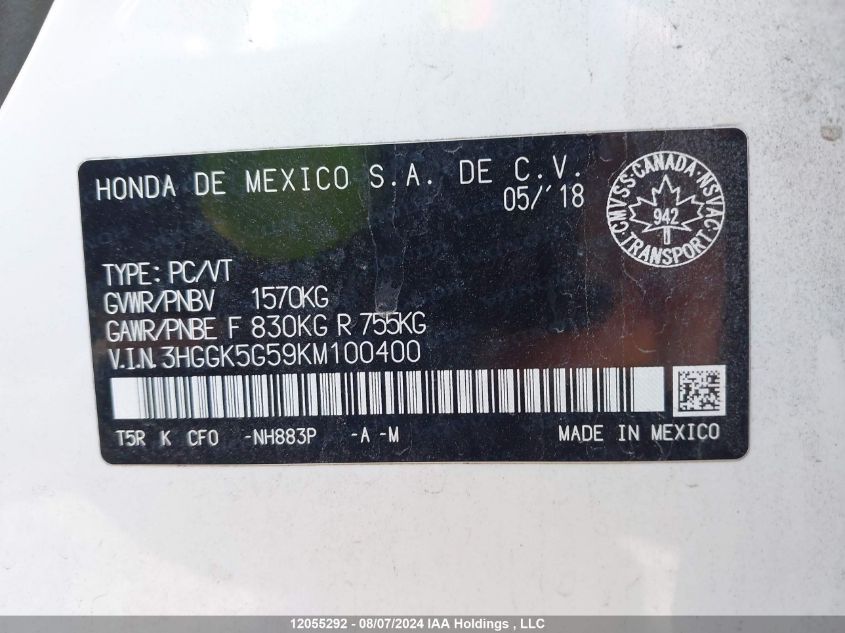 HONDA DE MEXICO S.A. DE C.V.
05/'18
CMVSS·CANADA·NSVAC·TRANSPORT·
942
TYPE: PC/VT
GVWR/PNBV 1570KG
GAWR/PNBE F 830KG R 755KG
V.I.N. 3HGGK5G59KM100400
T5R K CFO -NH883P -A -M MADE IN MEXICO
12055292 - 08/07/2024 IAA Holdings , LLC